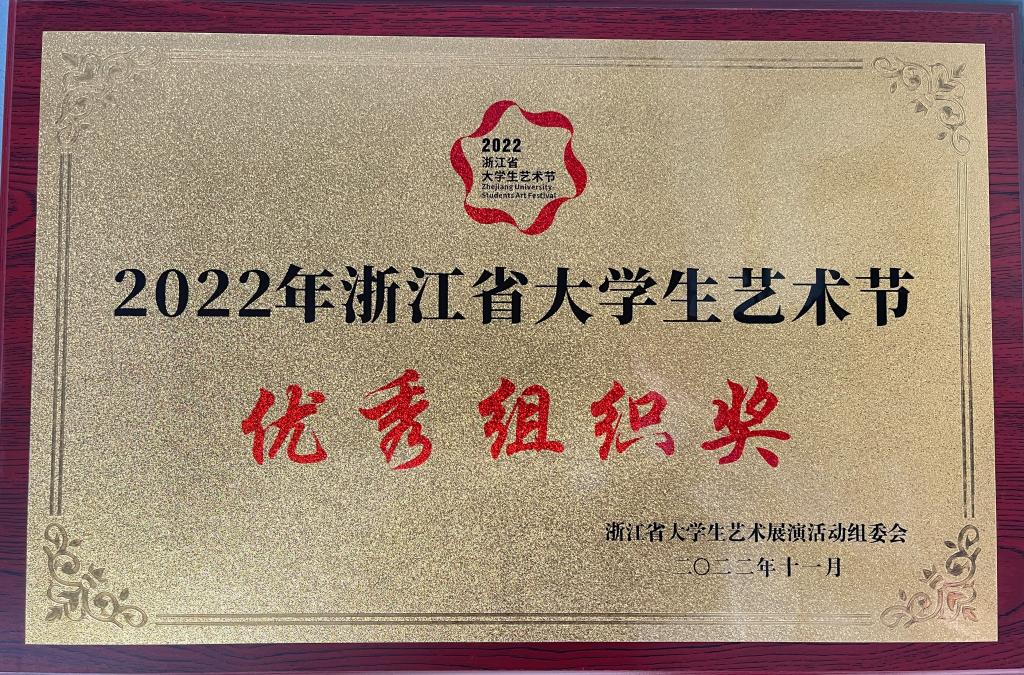 2022
浙江省
大学生艺术节
Zhejiang University
Students Art Festival
2022年浙江省大学生艺术节
优秀组织奖
浙江省大学生艺术展演活动组委会
二〇二二年十一月